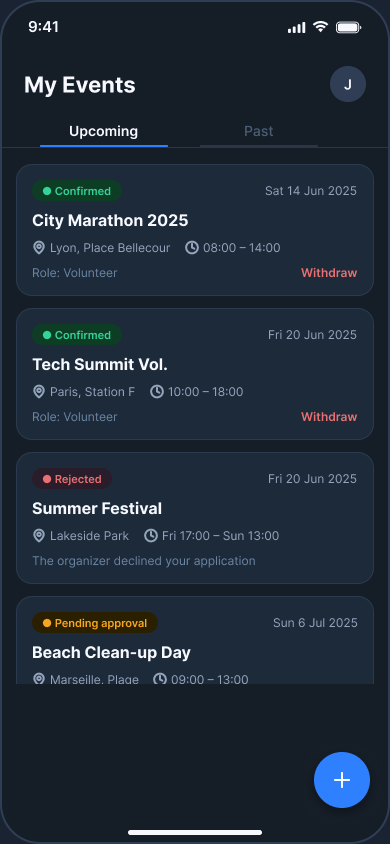 9:41
My Events
J
Upcoming Past
Confirmed Sat 14 Jun 2025
City Marathon 2025
Lyon, Place Bellecour 08:00 – 14:00
Role: Volunteer Withdraw
Confirmed Fri 20 Jun 2025
Tech Summit Vol.
Paris, Station F 10:00 – 18:00
Role: Volunteer Withdraw
Rejected Fri 20 Jun 2025
Summer Festival
Lakeside Park Fri 17:00 – Sun 13:00
The organizer declined your application
Pending approval Sun 6 Jul 2025
Beach Clean-up Day
Marseille, Plage 09:00 – 13:00